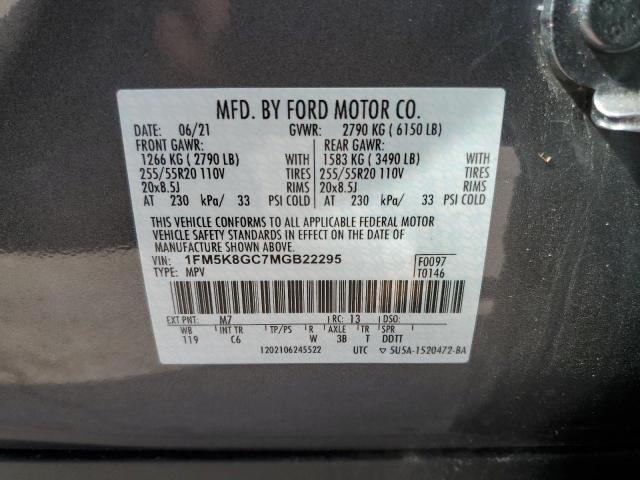 MFD. BY FORD MOTOR CO.
DATE: 06/21 GVWR: 2790 KG ( 6150 LB)
FRONT GAWR: REAR GAWR:
1266 KG ( 2790 LB) WITH 1583 KG ( 3490 LB) WITH
255/55R20 110V TIRES 255/55R20 110V TIRES
20x8.5J RIMS 20x8.5J RIMS
AT 230 kPa/ 33 PSI COLD AT 230 kPa/ 33 PSI COLD
THIS VEHICLE CONFORMS TO ALL APPLICABLE FEDERAL MOTOR
VEHICLE SAFETY STANDARDS IN EFFECT ON THE DATE OF
MANUFACTURE SHOWN ABOVE.
VIN: 1FM5K8GC7MGB22295 F0097
TYPE: MPV T0146
EXT PNT: M7 RC: 13 DSO:
WB INT TR TP/PS R AXLE TR SPR
119 C6 W 3B T DDTT
1202106245522 UTC ▽ 5U5A-1520472-BA